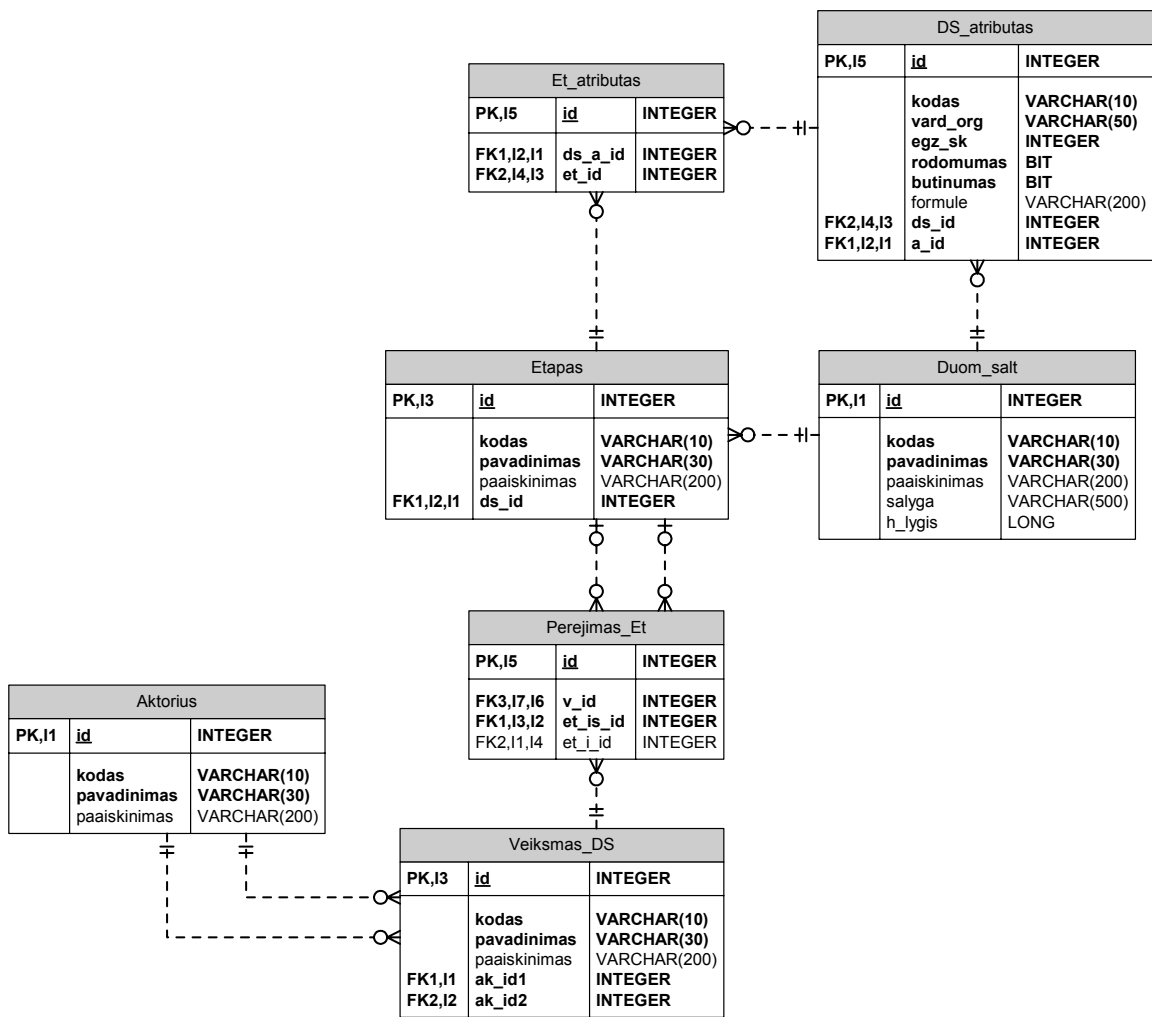 DS_atributas
PK,I5 id INTEGER
kodas VARCHAR(10)
vard_org VARCHAR(50)
egz_sk INTEGER
rodomumas BIT
butinumas BIT
formule VARCHAR(200)
FK2,I4,I3 ds_id INTEGER
FK1,I2,I1 a_id INTEGER
Et_atributas
PK,I5 id INTEGER
FK1,I2,I1 ds_a_id INTEGER
FK2,I4,I3 et_id INTEGER
Etapas
PK,I3 id INTEGER
kodas VARCHAR(10)
pavadinimas VARCHAR(30)
paaiskinimas VARCHAR(200)
FK1,I2,I1 ds_id INTEGER
Duom_salt
PK,I1 id INTEGER
kodas VARCHAR(10)
pavadinimas VARCHAR(30)
paaiskinimas VARCHAR(200)
salyga VARCHAR(500)
h_lygis LONG
Perejimas_Et
PK,I5 id INTEGER
FK3,I7,I6 v_id INTEGER
FK1,I3,I2 et_is_id INTEGER
FK2,I1,I4 et_i_id INTEGER
Aktorius
PK,I1 id INTEGER
kodas VARCHAR(10)
pavadinimas VARCHAR(30)
paaiskinimas VARCHAR(200)
Veiksmas_DS
PK,I3 id INTEGER
kodas VARCHAR(10)
pavadinimas VARCHAR(30)
paaiskinimas VARCHAR(200)
FK1,I1 ak_id1 INTEGER
FK2,I2 ak_id2 INTEGER